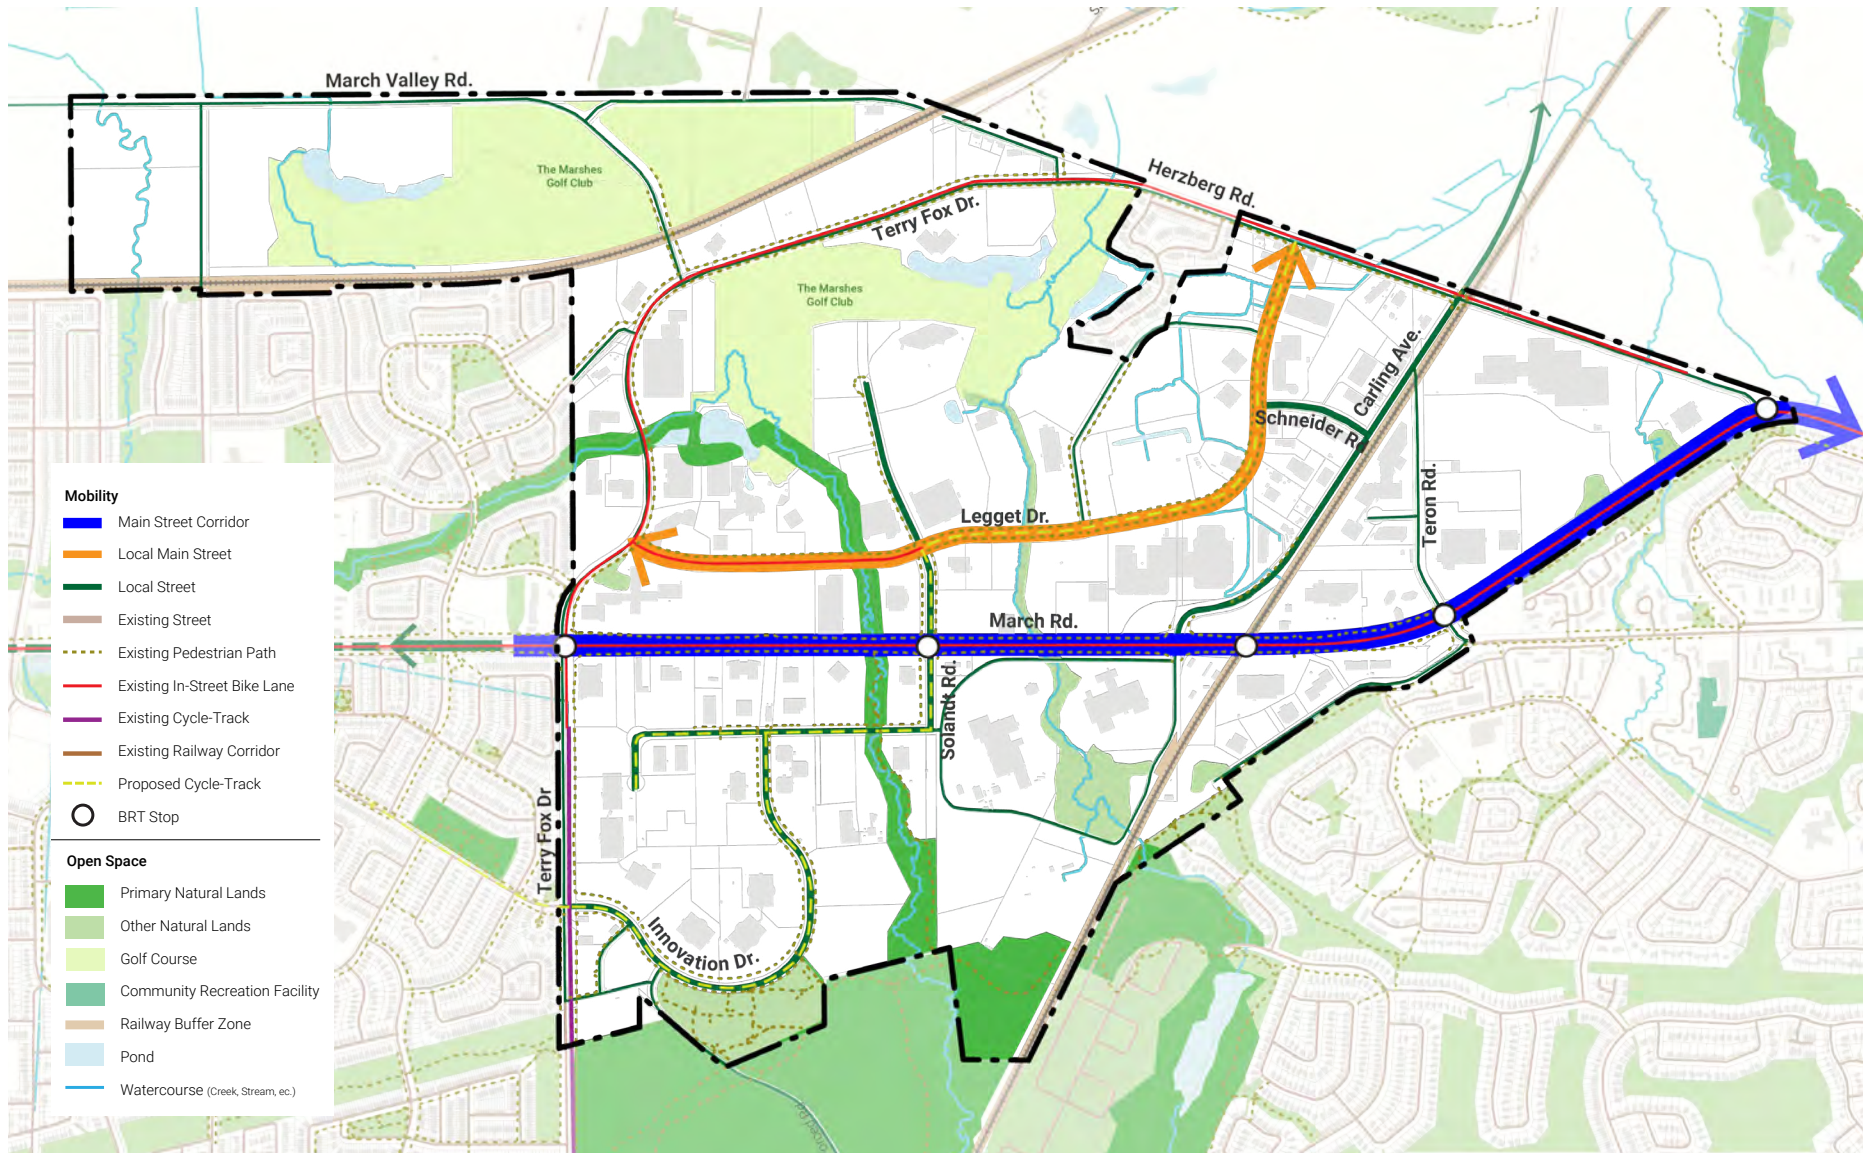 March Valley Rd.
The Marshes
Golf Club
Herzberg Rd.
Terry Fox Dr.
The Marshes
Golf Club
Carling Ave.
Schneider R
Teron Rd.
Legget Dr.
March Rd.
Solandt Rd.
Terry Fox Dr
Innovation Dr.
Mobility
Main Street Corridor
Local Main Street
Local Street
Existing Street
Existing Pedestrian Path
Existing In-Street Bike Lane
Existing Cycle-Track
Existing Railway Corridor
Proposed Cycle-Track
BRT Stop
Open Space
Primary Natural Lands
Other Natural Lands
Golf Course
Community Recreation Facility
Railway Buffer Zone
Pond
Watercourse (Creek, Stream, ec.)